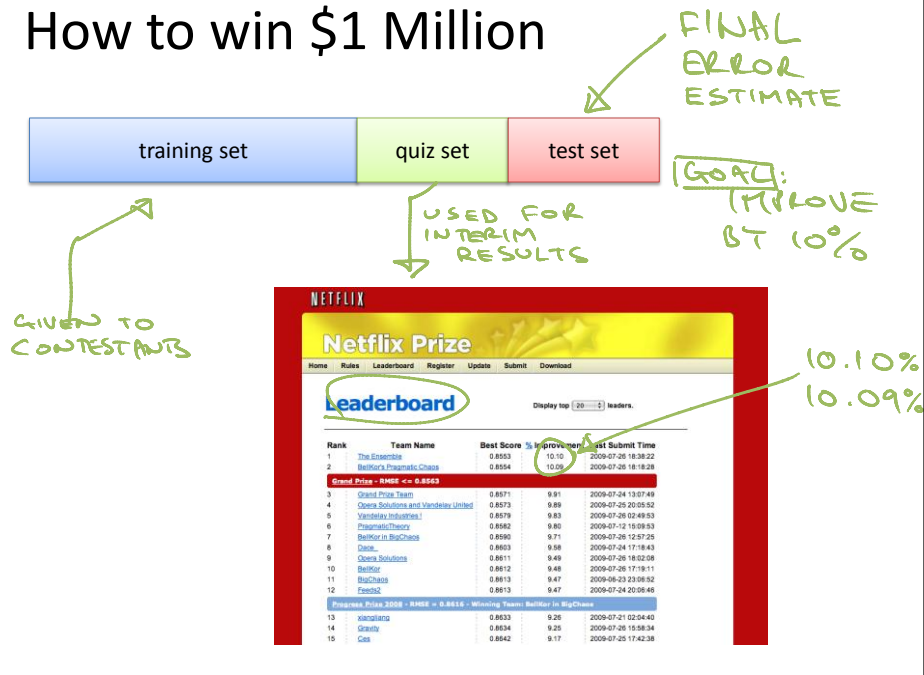 How to win $1 Million
FINAL
ERROR
ESTIMATE
training set
quiz set
test set
GOAL:
IMPROVE
BY 10%
USED FOR
INTERIM
RESULTS
GIVEN TO
CONTESTANTS
10.10%
10.09%
NETFLIX
Netflix Prize
Home Rules Leaderboard Register Update Submit Download
Leaderboard
Display top 20 leaders.
Rank Team Name Best Score % Improvement Last Submit Time
1 The Ensemble 0.8553 10.10 2009-07-26 18:38:22
2 BellKor's Pragmatic Chaos 0.8554 10.09 2009-07-26 18:18:28
Grand Prize - RMSE <= 0.8563
3 Grand Prize Team 0.8571 9.91 2009-07-24 13:07:49
4 Opera Solutions and Vandelay United 0.8573 9.89 2009-07-25 20:05:52
5 Vandelay Industries ! 0.8579 9.83 2009-07-26 02:49:53
6 PragmaticTheory 0.8582 9.80 2009-07-12 15:09:53
7 BellKor in BigChaos 0.8590 9.71 2009-07-26 12:57:25
8 Dace_ 0.8603 9.58 2009-07-24 17:18:43
9 Opera Solutions 0.8611 9.49 2009-07-26 18:02:08
10 BellKor 0.8612 9.48 2009-07-26 17:19:11
11 BigChaos 0.8613 9.47 2009-06-23 23:06:52
12 Feeds2 0.8613 9.47 2009-07-24 20:06:46
Progress Prize 2008 - RMSE = 0.8616 - Winning Team: BellKor in BigChaos
13 xiangliang 0.8633 9.26 2009-07-21 02:04:40
14 Gravity 0.8634 9.25 2009-07-26 15:58:34
15 Ces 0.8642 9.17 2009-07-25 17:42:38